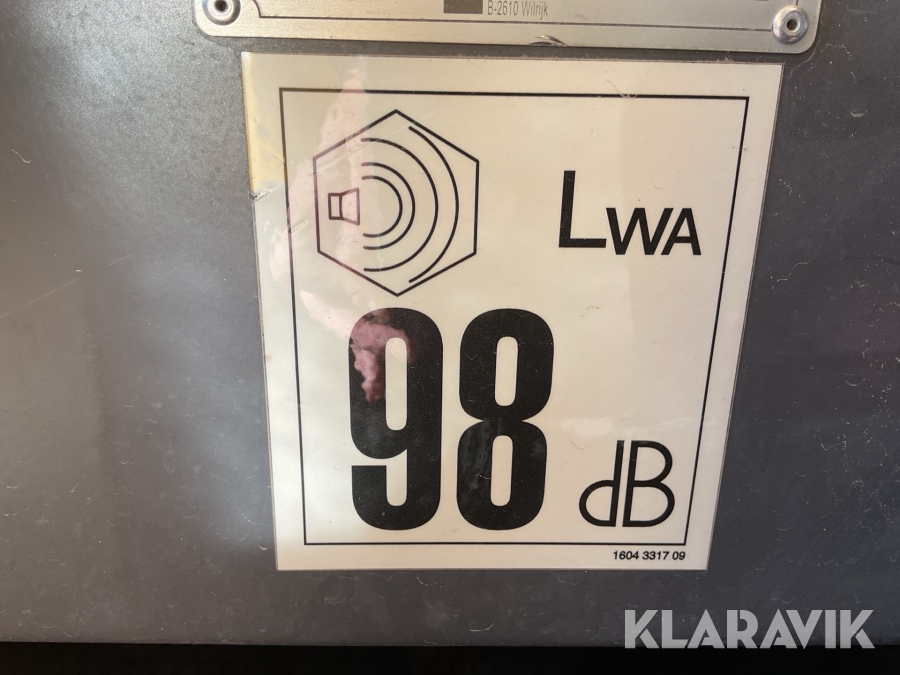 B-2610 Wilrijk
LWA
98
dB
1604 3317 09
KLARAVIK